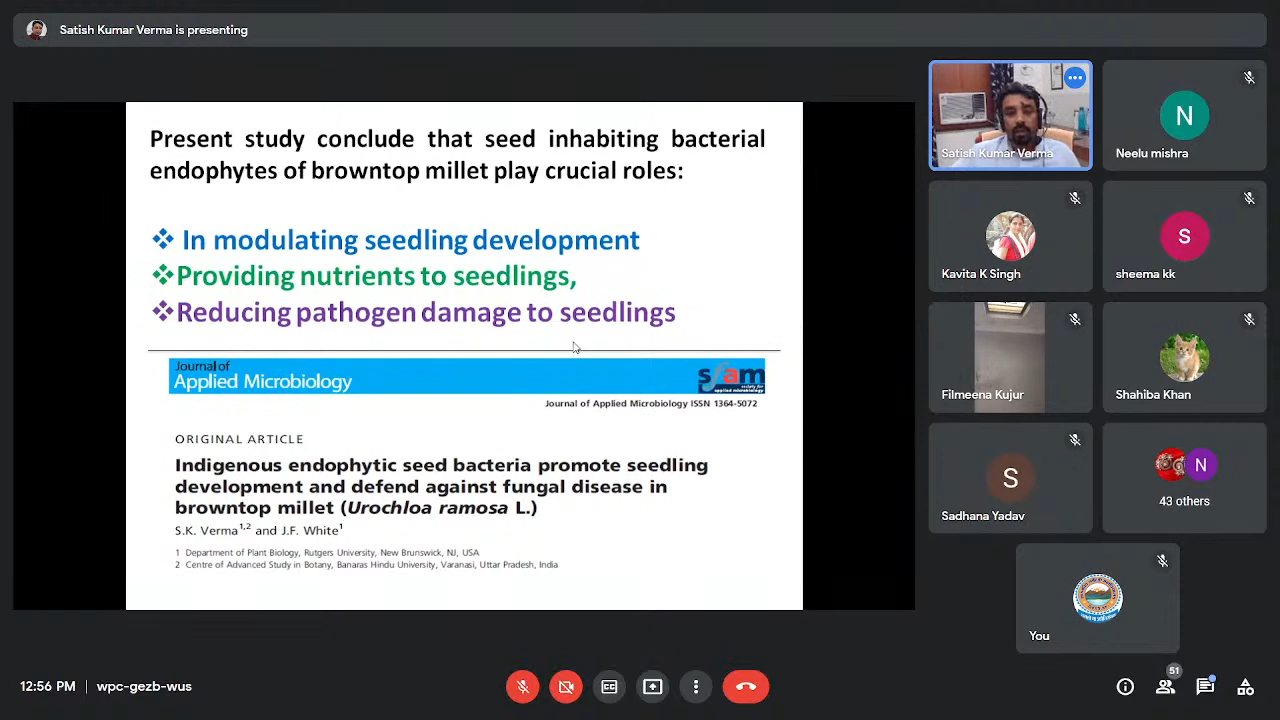 Satish Kumar Verma is presenting
Present study conclude that seed inhabiting bacterial
endophytes of browntop millet play crucial roles:
❖ In modulating seedling development
❖Providing nutrients to seedlings,
❖Reducing pathogen damage to seedlings
Journal of
Applied Microbiology
sfam
society for
applied microbiology
Journal of Applied Microbiology ISSN 1364-5072
ORIGINAL ARTICLE
Indigenous endophytic seed bacteria promote seedling
development and defend against fungal disease in
browntop millet (Urochloa ramosa L.)
S.K. Verma1,2 and J.F. White1
1 Department of Plant Biology, Rutgers University, New Brunswick, NJ, USA
2 Centre of Advanced Study in Botany, Banaras Hindu University, Varanasi, Uttar Pradesh, India
Satish Kumar Verma
N
Neelu mishra
Kavita K Singh
S
sheema kk
Filmeena Kujur
Shahiba Khan
S
Sadhana Yadav
N
43 others
You
12:56 PM | wpc-gezb-wus
CC
51